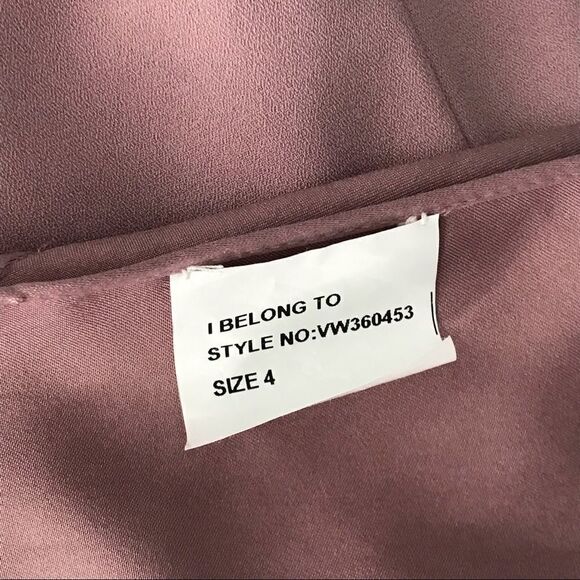 I BELONG TO
STYLE NO:VW360453
SIZE 4